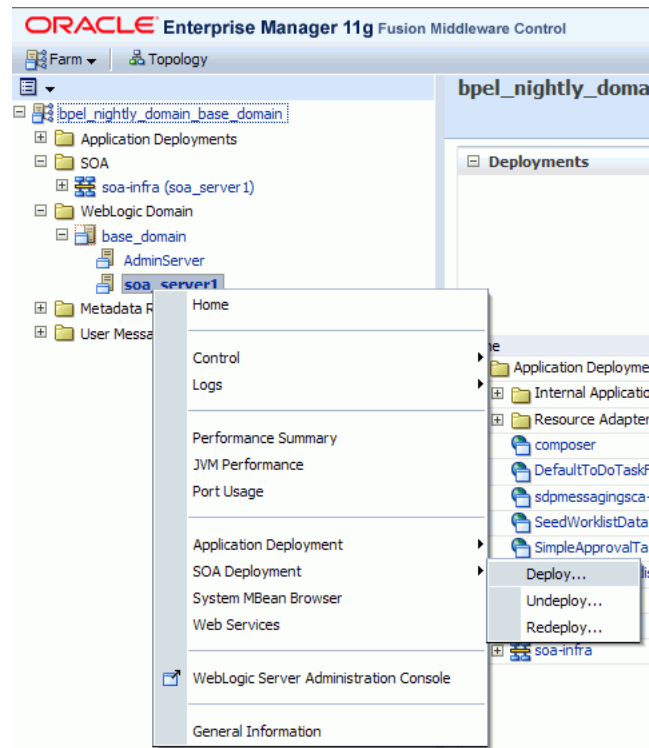 ORACLE Enterprise Manager 11g Fusion Middleware Control
Farm Topology
bpel_nightly_domain_base_domain
Application Deployments
SOA
soa-infra (soa_server1)
WebLogic Domain
base_domain
AdminServer
soa_server1
Metadata R
User Messa
Home
Control
Logs
Performance Summary
JVM Performance
Port Usage
Application Deployment
SOA Deployment
System MBean Browser
Web Services
WebLogic Server Administration Console
General Information
Deploy...
Undeploy...
Redeploy...
bpel_nightly_doma
Deployments
Application Deployme
Internal Applicatio
Resource Adapter
composer
DefaultToDoTaskF
sdpmessagingsca-
SeedWorklistData
SimpleApprovalTa
soa-infra